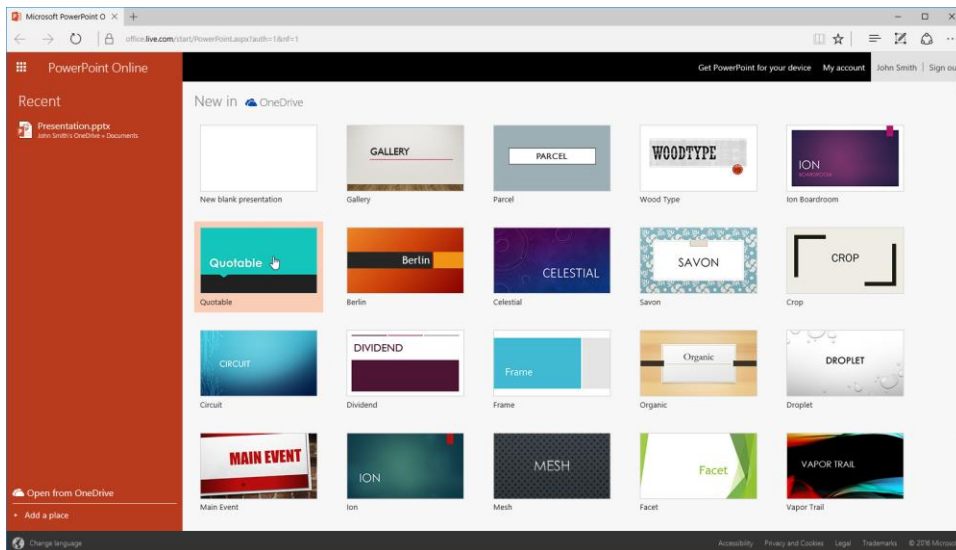 Microsoft PowerPoint O
office.live.com/start/PowerPoint.aspx?auth=1&nf=1
PowerPoint Online
Get PowerPoint for your device My account John Smith | Sign ou
Recent
Presentation.pptx
John Smith's OneDrive » Documents
New in OneDrive
GALLERY
PARCEL
WOODTYPE
ION
BOARDROOM
New blank presentation Gallery Parcel Wood Type Ion Boardroom
Quotable
Berlin
CELESTIAL
SAVON
CROP
Quotable Berlin Celestial Savon Crop
CIRCUIT
DIVIDEND
Frame
Organic
DROPLET
Circuit Dividend Frame Organic Droplet
MAIN EVENT
ION
MESH
Facet
VAPOR TRAIL
Main Event Ion Mesh Facet Vapor Trail
Open from OneDrive
+ Add a place
Change language
Accessibility Privacy and Cookies Legal Trademarks © 2016 Microso